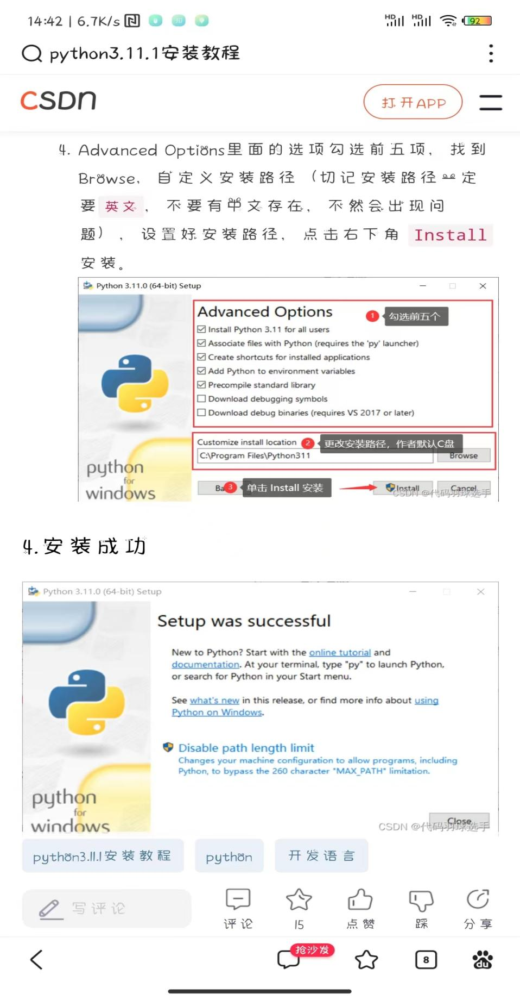 14:42 | 6.7K/s
HD HD 92
python3.11.1安装教程
CSDN
打开APP
4. Advanced Options里面的选项勾选前五项，找到
Browse，自定义安装路径（切记安装路径一定
要 英文 ，不要有中文存在，不然会出现问
题），设置好安装路径，点击右下角 Install
安装。
Python 3.11.0 (64-bit) Setup
Advanced Options
1 勾选前五个
Install Python 3.11 for all users
Associate files with Python (requires the 'py' launcher)
Create shortcuts for installed applications
Add Python to environment variables
Precompile standard library
Download debugging symbols
Download debug binaries (requires VS 2017 or later)
Customize install location 2 更改安装路径，作者默认C盘
C:\Program Files\Python311
Browse
python
for
windows
Ba 3 单击 Install 安装
Install
Cancel
CSDN @代码羽球选手
4.安装成功
Python 3.11.0 (64-bit) Setup
Setup was successful
New to Python? Start with the online tutorial and
documentation. At your terminal, type "py" to launch Python,
or search for Python in your Start menu.
See what's new in this release, or find more info about using
Python on Windows.
Disable path length limit
Changes your machine configuration to allow programs, including
Python, to bypass the 260 character "MAX_PATH" limitation.
python
for
windows
Close
CSDN @代码羽球选手
python3.11.1安装教程
python
开发语言
写评论
评论
15
点赞
踩
分享
抢沙发
8
du